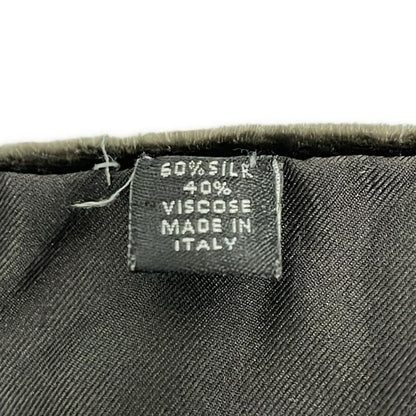 60% SILK
40%
VISCOSE
MADE IN
ITALY